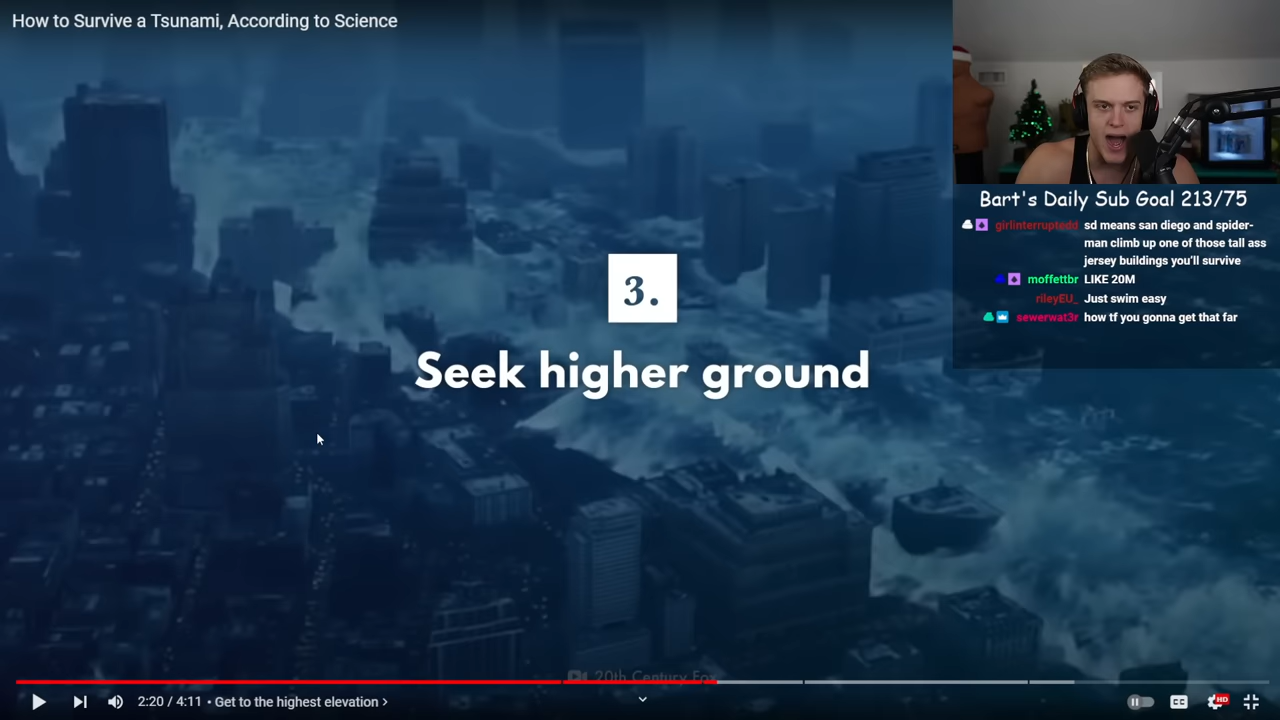 How to Survive a Tsunami, According to Science
3.
Seek higher ground
Bart's Daily Sub Goal 213/75
girlinterruptedd sd means san diego and spider-
man climb up one of those tall ass
jersey buildings you'll survive
moffettbr LIKE 20M
rileyEU_ Just swim easy
sewerwat3r how tf you gonna get that far
20th Century Fox
2:20 / 4:11 • Get to the highest elevation >
CC
HD